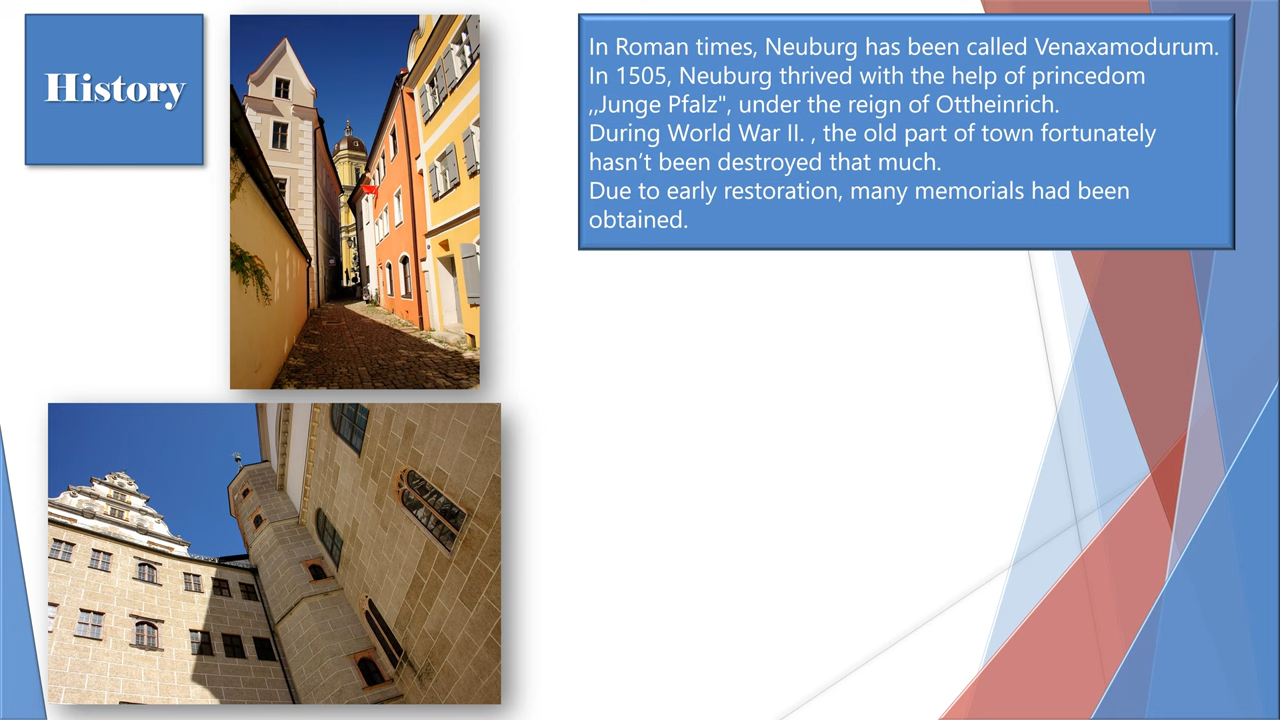 History
In Roman times, Neuburg has been called Venaxamodurum.
In 1505, Neuburg thrived with the help of princedom
,,Junge Pfalz", under the reign of Ottheinrich.
During World War II. , the old part of town fortunately
hasn’t been destroyed that much.
Due to early restoration, many memorials had been
obtained.